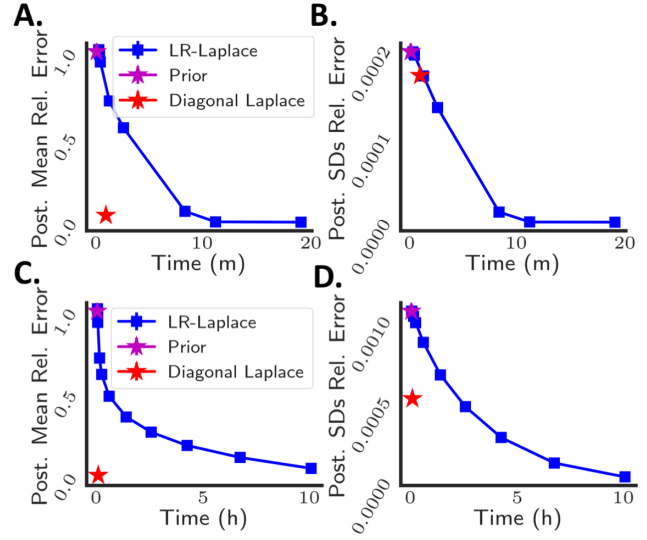 A.
Post. Mean Rel. Error
1.0
0.5
0.0
LR-Laplace
Prior
Diagonal Laplace
0
10
20
Time (m)
B.
Post. SDs Rel. Error
0.0002
0.0001
0.0000
0
10
20
Time (m)
C.
Post. Mean Rel. Error
1.0
0.5
0.0
LR-Laplace
Prior
Diagonal Laplace
0
5
10
Time (h)
D.
Post. SDs Rel. Error
0.0010
0.0005
0.0000
0
5
10
Time (h)